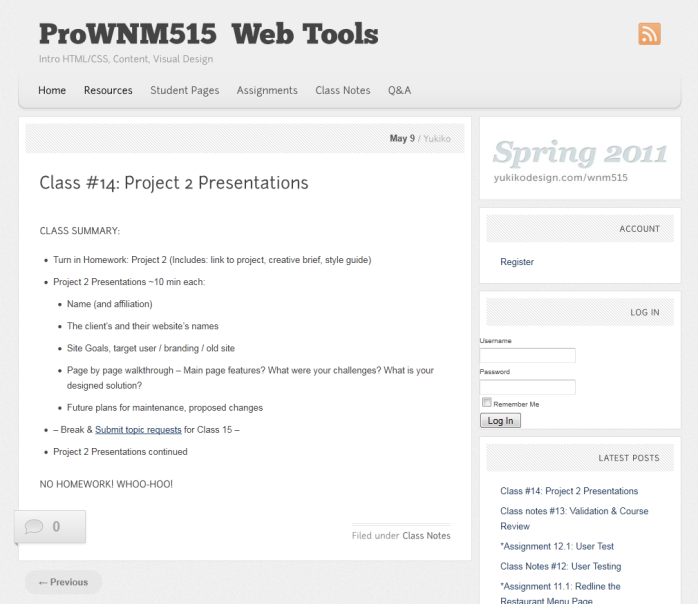 ProWNM515 Web Tools
Intro HTML/CSS, Content, Visual Design
Home Resources Student Pages Assignments Class Notes Q&A
May 9 / Yukiko
Class #14: Project 2 Presentations
CLASS SUMMARY:
• Turn in Homework: Project 2 (Includes: link to project, creative brief, style guide)
• Project 2 Presentations ~10 min each:
• Name (and affiliation)
• The client's and their website's names
• Site Goals, target user / branding / old site
• Page by page walkthrough – Main page features? What were your challenges? What is your
designed solution?
• Future plans for maintenance, proposed changes
• – Break & Submit topic requests for Class 15 –
• Project 2 Presentations continued
NO HOMEWORK! WHOO-HOO!
0
Filed under Class Notes
← Previous
Spring 2011
yukikodesign.com/wnm515
ACCOUNT
Register
LOG IN
Username
Password
Remember Me
Log In
LATEST POSTS
Class #14: Project 2 Presentations
Class notes #13: Validation & Course
Review
*Assignment 12.1: User Test
Class Notes #12: User Testing
*Assignment 11.1: Redline the
Restaurant Menu Page